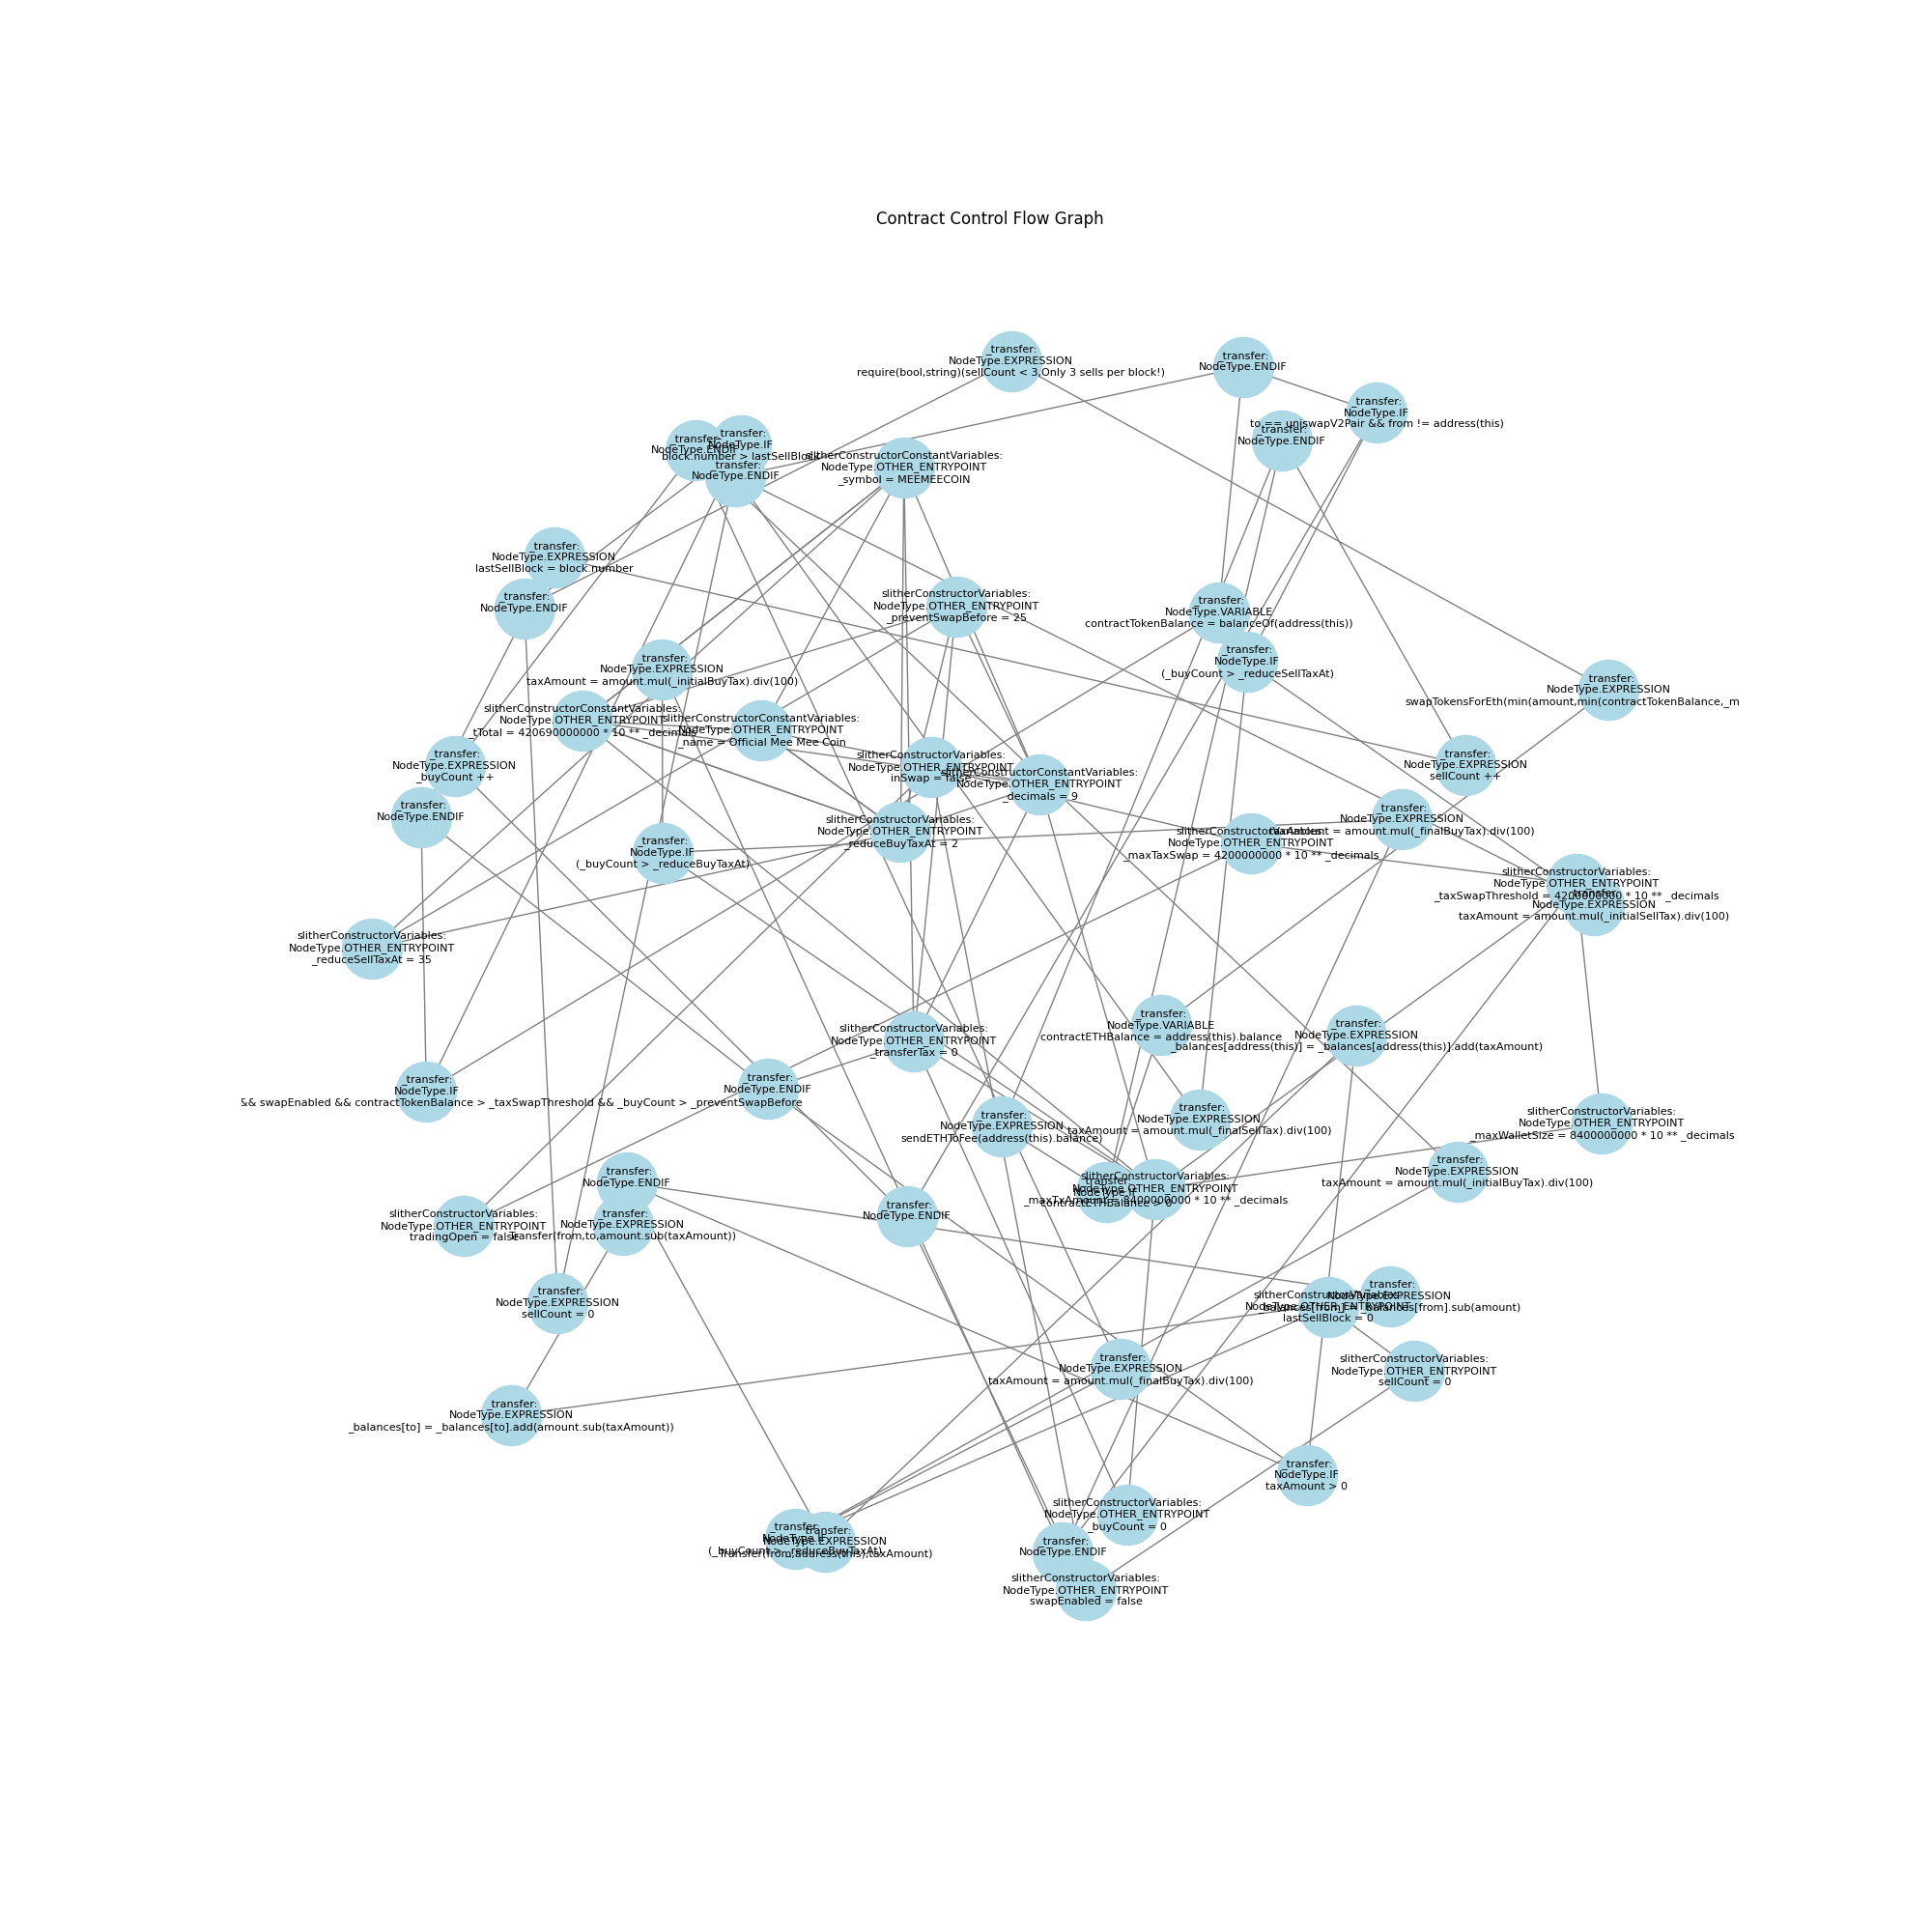 Contract Control Flow Graph
_transfer:
NodeType.EXPRESSION
require(bool,string)(sellCount < 3,Only 3 sells per block!)
_transfer:
NodeType.ENDIF
_transfer:
NodeType.IF
to == uniswapV2Pair && from != address(this)
_transfer:
NodeType.ENDIF
_transfer:
NodeType.ENDIF
_transfer:
NodeType.IF
block.number > lastSellBlock
_transfer:
NodeType.ENDIF
slitherConstructorConstantVariables:
NodeType.OTHER_ENTRYPOINT
_symbol = MEEMEECOIN
_transfer:
NodeType.EXPRESSION
lastSellBlock = block.number
_transfer:
NodeType.ENDIF
slitherConstructorVariables:
NodeType.OTHER_ENTRYPOINT
_preventSwapBefore = 25
_transfer:
NodeType.VARIABLE
contractTokenBalance = balanceOf(address(this))
_transfer:
NodeType.IF
(_buyCount > _reduceSellTaxAt)
_transfer:
NodeType.EXPRESSION
taxAmount = amount.mul(_initialBuyTax).div(100)
_transfer:
NodeType.EXPRESSION
swapTokensForEth(min(amount,min(contractTokenBalance,_m
slitherConstructorConstantVariables:
NodeType.OTHER_ENTRYPOINT
_tTotal = 420690000000 * 10 ** _decimals
slitherConstructorConstantVariables:
NodeType.OTHER_ENTRYPOINT
_name = Official Mee Mee Coin
_transfer:
NodeType.EXPRESSION
_buyCount ++
slitherConstructorVariables:
NodeType.OTHER_ENTRYPOINT
inSwap = false
slitherConstructorConstantVariables:
NodeType.OTHER_ENTRYPOINT
_decimals = 9
_transfer:
NodeType.EXPRESSION
sellCount ++
_transfer:
NodeType.ENDIF
slitherConstructorVariables:
NodeType.OTHER_ENTRYPOINT
_reduceBuyTaxAt = 2
_transfer:
NodeType.EXPRESSION
taxAmount = amount.mul(_finalBuyTax).div(100)
slitherConstructorVariables:
NodeType.OTHER_ENTRYPOINT
_maxTaxSwap = 4200000000 * 10 ** _decimals
_transfer:
NodeType.IF
(_buyCount > _reduceBuyTaxAt)
slitherConstructorVariables:
NodeType.OTHER_ENTRYPOINT
_taxSwapThreshold = 4200000000 * 10 ** _decimals
_transfer:
NodeType.EXPRESSION
taxAmount = amount.mul(_initialSellTax).div(100)
slitherConstructorVariables:
NodeType.OTHER_ENTRYPOINT
_reduceSellTaxAt = 35
_transfer:
NodeType.VARIABLE
contractETHBalance = address(this).balance
_transfer:
NodeType.EXPRESSION
_balances[address(this)] = _balances[address(this)].add(taxAmount)
slitherConstructorVariables:
NodeType.OTHER_ENTRYPOINT
_transferTax = 0
_transfer:
NodeType.IF
&& swapEnabled && contractTokenBalance > _taxSwapThreshold && _buyCount > _preventSwapBefore
_transfer:
NodeType.ENDIF
_transfer:
NodeType.EXPRESSION
sendETHToFee(address(this).balance)
_transfer:
NodeType.EXPRESSION
taxAmount = amount.mul(_finalSellTax).div(100)
slitherConstructorVariables:
NodeType.OTHER_ENTRYPOINT
_maxWalletSize = 8400000000 * 10 ** _decimals
_transfer:
NodeType.ENDIF
_transfer:
NodeType.IF
contractETHBalance > 0
slitherConstructorVariables:
NodeType.OTHER_ENTRYPOINT
_maxTxAmount = 8400000000 * 10 ** _decimals
_transfer:
NodeType.EXPRESSION
taxAmount = amount.mul(_initialBuyTax).div(100)
slitherConstructorVariables:
NodeType.OTHER_ENTRYPOINT
tradingOpen = false
_transfer:
NodeType.EXPRESSION
Transfer(from,to,amount.sub(taxAmount))
_transfer:
NodeType.ENDIF
_transfer:
NodeType.EXPRESSION
sellCount = 0
slitherConstructorVariables:
NodeType.OTHER_ENTRYPOINT
lastSellBlock = 0
_transfer:
NodeType.EXPRESSION
_balances[from] = _balances[from].sub(amount)
_transfer:
NodeType.EXPRESSION
taxAmount = amount.mul(_finalBuyTax).div(100)
slitherConstructorVariables:
NodeType.OTHER_ENTRYPOINT
sellCount = 0
_transfer:
NodeType.EXPRESSION
_balances[to] = _balances[to].add(amount.sub(taxAmount))
_transfer:
NodeType.IF
taxAmount > 0
slitherConstructorVariables:
NodeType.OTHER_ENTRYPOINT
_buyCount = 0
_transfer:
NodeType.IF
(_buyCount > _reduceBuyTaxAt)
_transfer:
NodeType.EXPRESSION
Transfer(from,address(this),taxAmount)
_transfer:
NodeType.ENDIF
slitherConstructorVariables:
NodeType.OTHER_ENTRYPOINT
swapEnabled = false